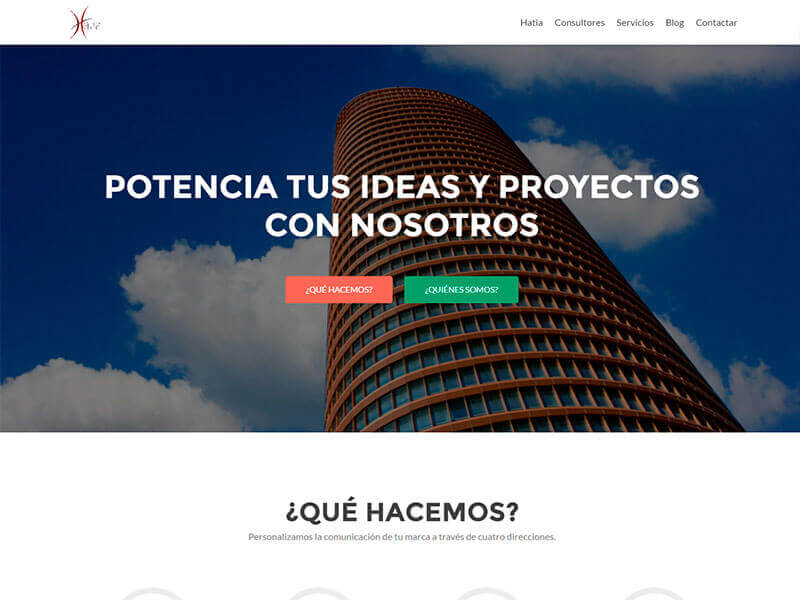 Hatia
Consultores
Servicios
Blog
Contactar
POTENCIA TUS IDEAS Y PROYECTOS
CON NOSOTROS
¿QUÉ HACEMOS?
¿QUIÉNES SOMOS?
¿QUÉ HACEMOS?
Personalizamos la comunicación de tu marca a través de cuatro direcciones.